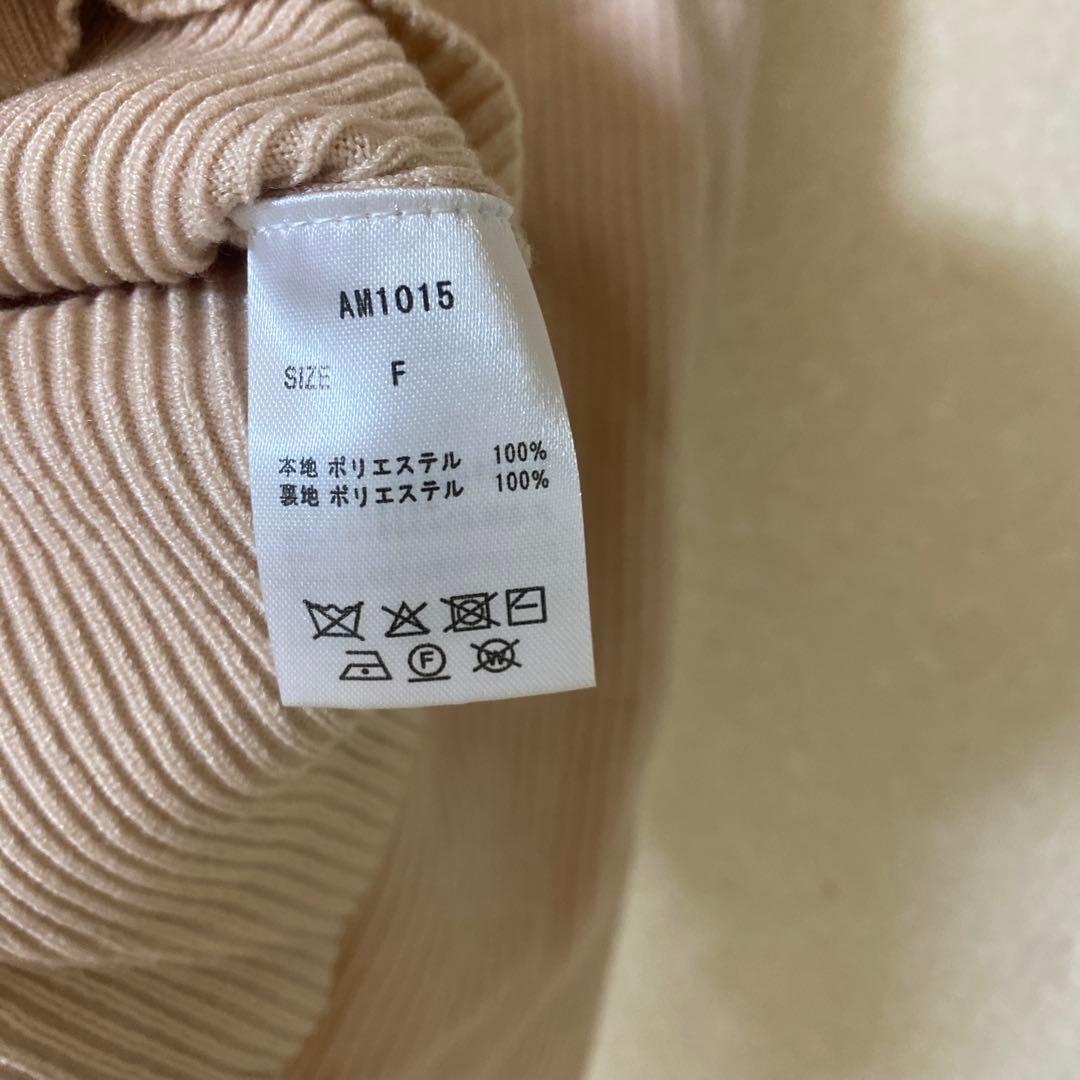 AM1015
SIZE F
本地 ポリエステル 100%
裏地 ポリエステル 100%
F W